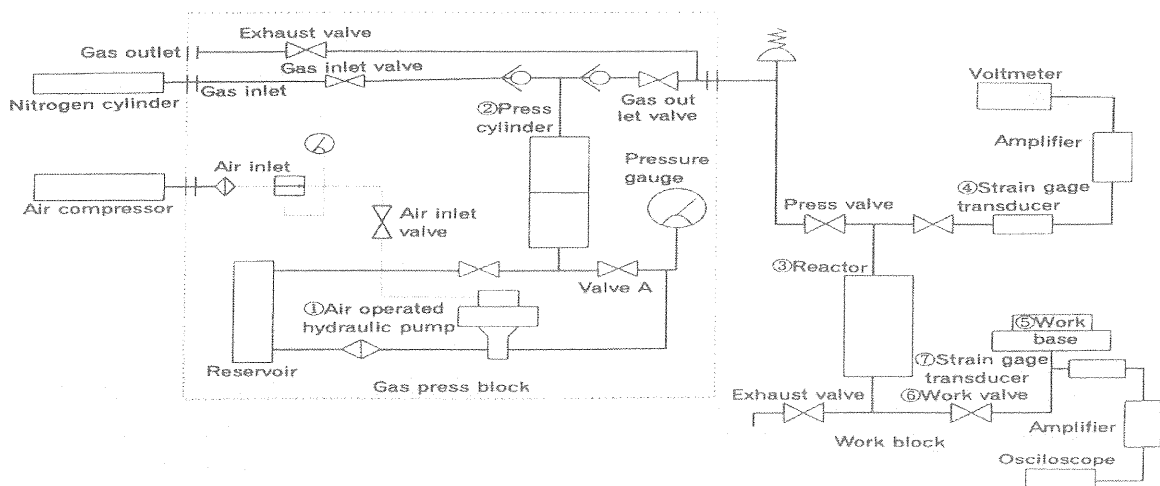 Exhaust valve
Gas outlet
Gas inlet valve
Gas inlet
Nitrogen cylinder
②Press
cylinder
Gas out
let valve
Voltmeter
Amplifier
Air inlet
Air compressor
Air inlet
valve
Pressure
gauge
④Strain gage
transducer
Press valve
③Reactor
Valve A
①Air operated
hydraulic pump
Reservoir
Gas press block
⑤Work
base
⑦Strain gage
transducer
Exhaust valve
⑥Work valve
Work block
Amplifier
Osciloscope